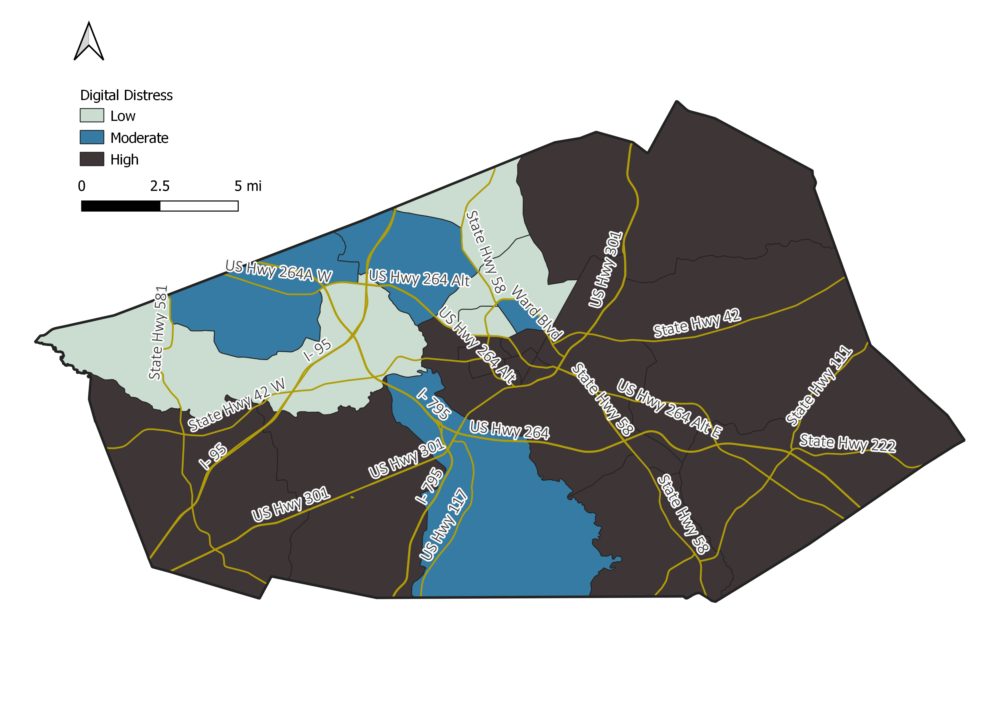 Digital Distress
Low
Moderate
High
0 2.5 5 mi
State Hwy 58
US Hwy 301
US Hwy 264A W
US Hwy 264 Alt
State Hwy 581
Ward Blvd
US Hwy 264 Alt
State Hwy 42
I- 95
State Hwy 111
State Hwy 42 W
State Hwy 58
US Hwy 264 Alt E
I- 795
US Hwy 264
State Hwy 222
I- 95
US Hwy 301
I- 795
US Hwy 301
US Hwy 117
State Hwy 58